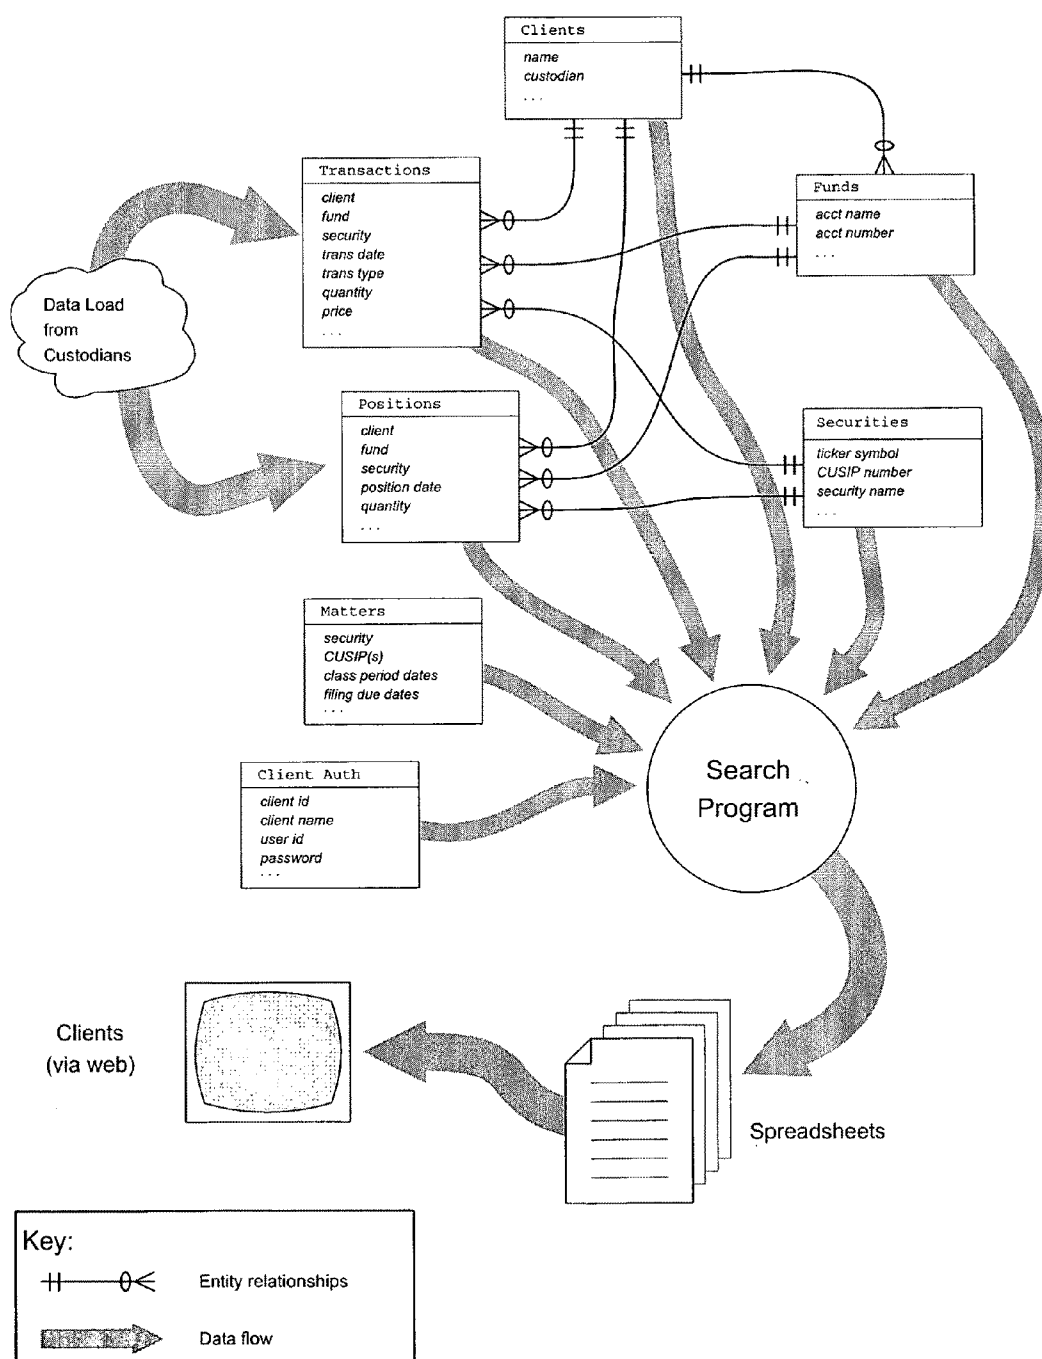 Clients
name
custodian
...
Transactions
client
fund
security
trans date
trans type
quantity
price
...
Funds
acct name
acct number
...
Data Load
from
Custodians
Positions
client
fund
security
position date
quantity
...
Securities
ticker symbol
CUSIP number
security name
...
Matters
security
CUSIP(s)
class period dates
filing due dates
...
Client Auth
client id
client name
user id
password
...
Search
Program
Clients
(via web)
Spreadsheets
Key:
Entity relationships
Data flow